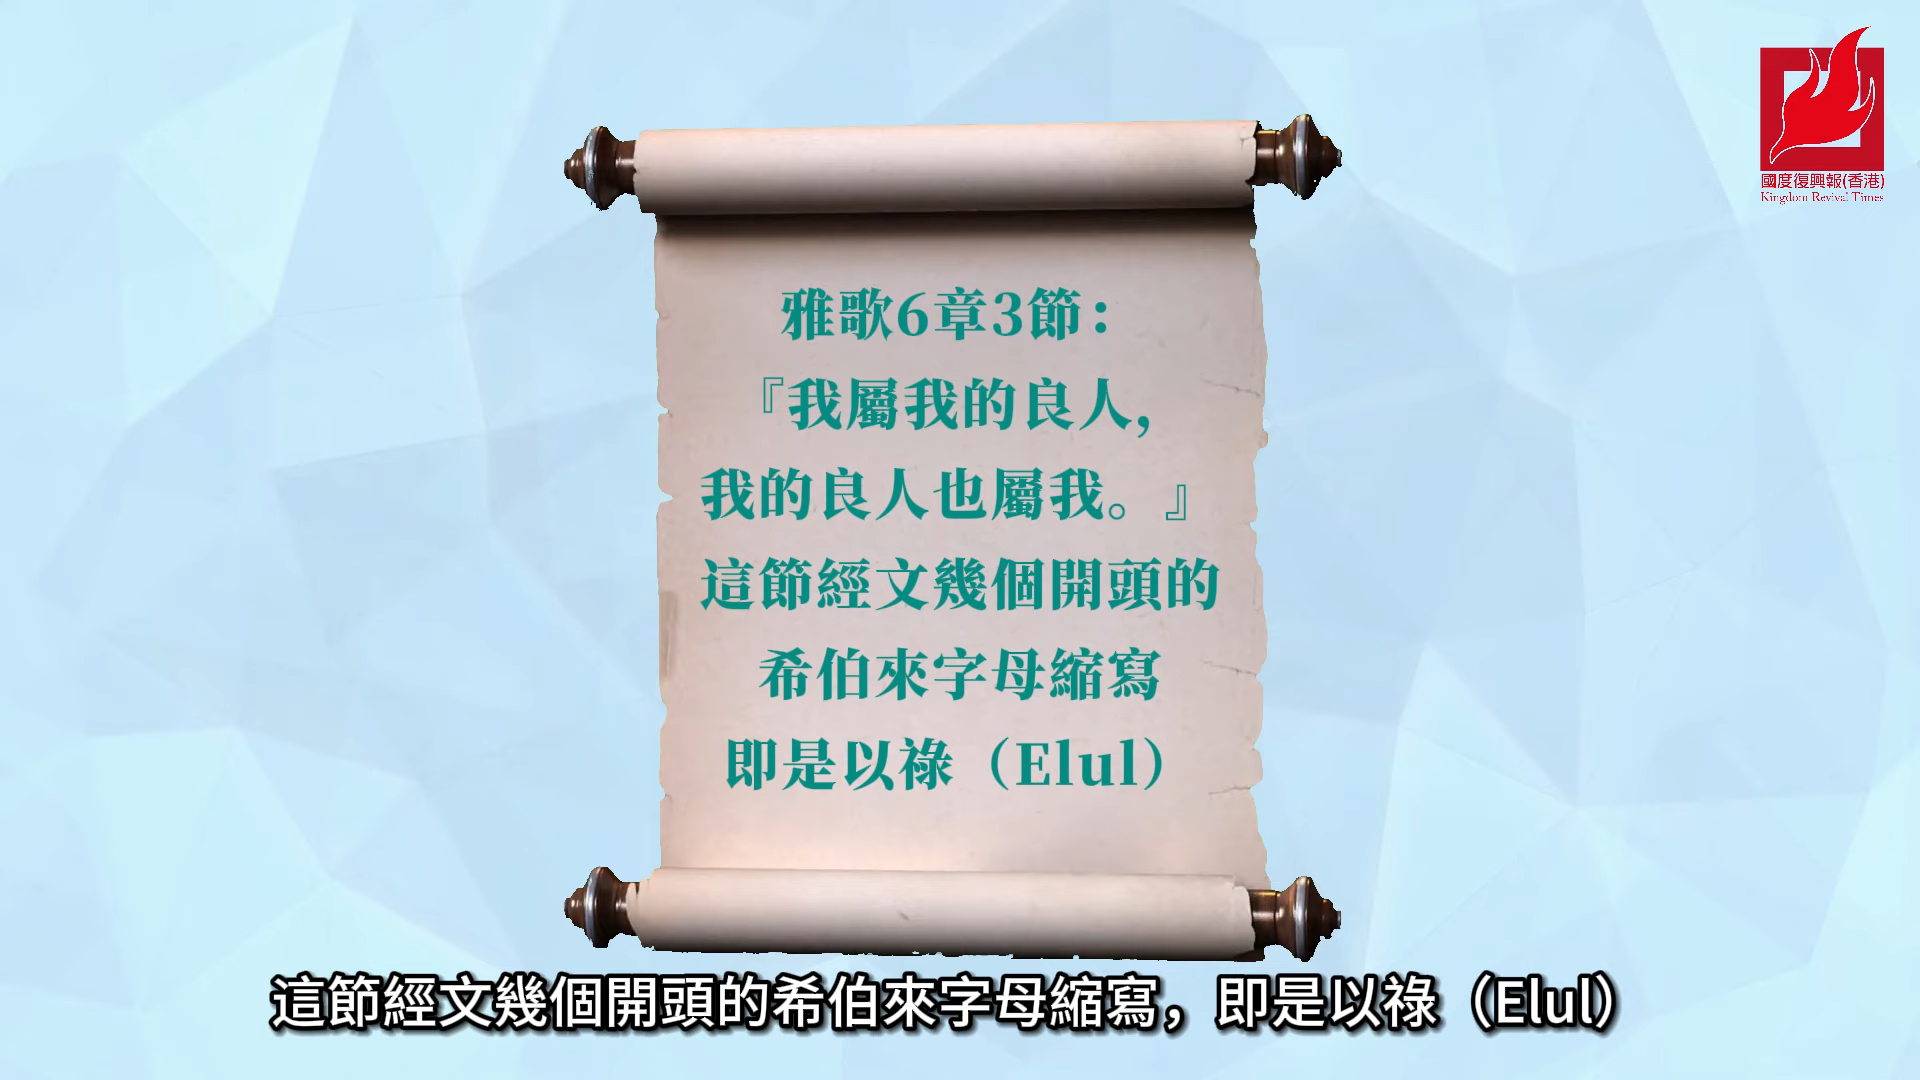 國度復興報(香港)
Kingdom Revival Times
雅歌6章3節：
『我屬我的良人，
我的良人也屬我。』
這節經文幾個開頭的
希伯來字母縮寫
即是以祿（Elul）
這節經文幾個開頭的希伯來字母縮寫，即是以祿（Elul）